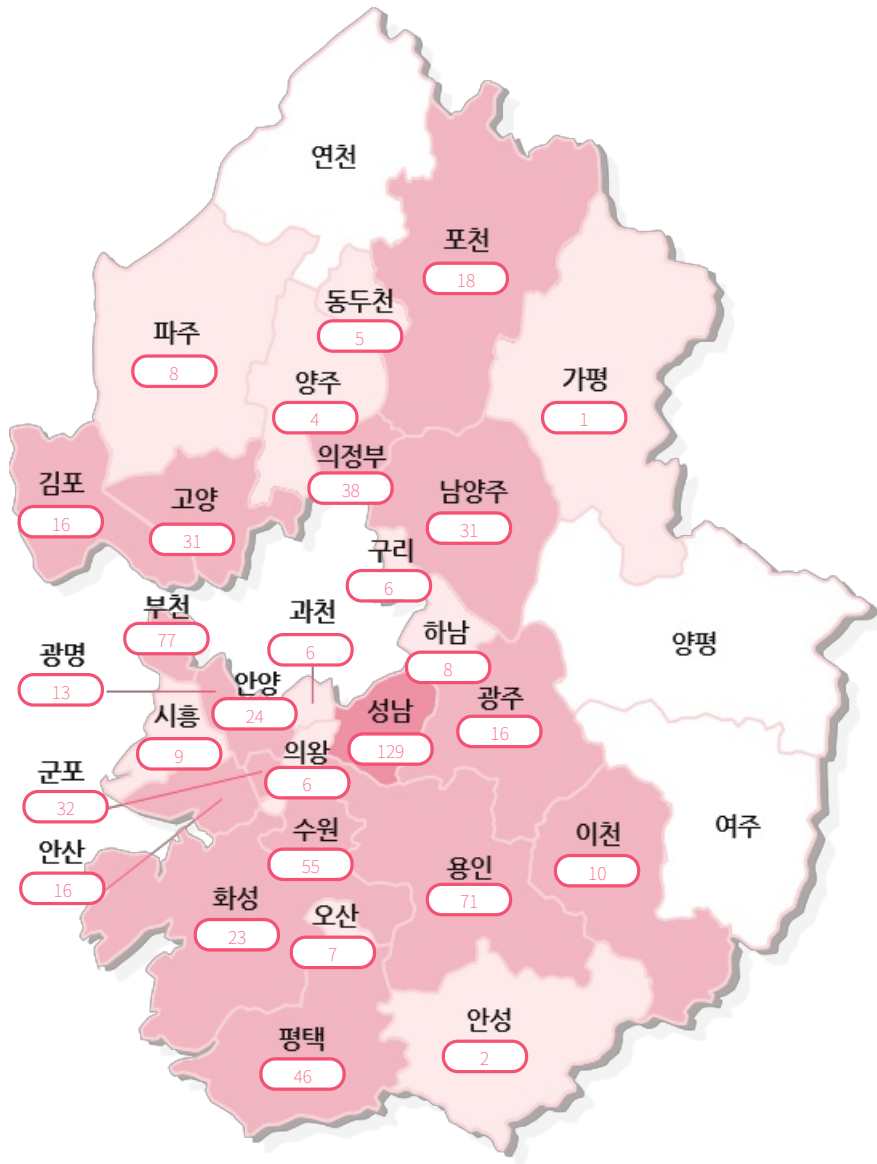 연천
포천
18
동두천
5
파주
8
양주
4
가평
1
의정부
38
김포
16
고양
31
남양주
31
구리
6
부천
77
과천
6
하남
8
양평
광명
13
안양
24
시흥
9
성남
129
광주
16
의왕
6
군포
32
수원
55
이천
10
여주
안산
16
용인
71
화성
23
오산
7
안성
2
평택
46